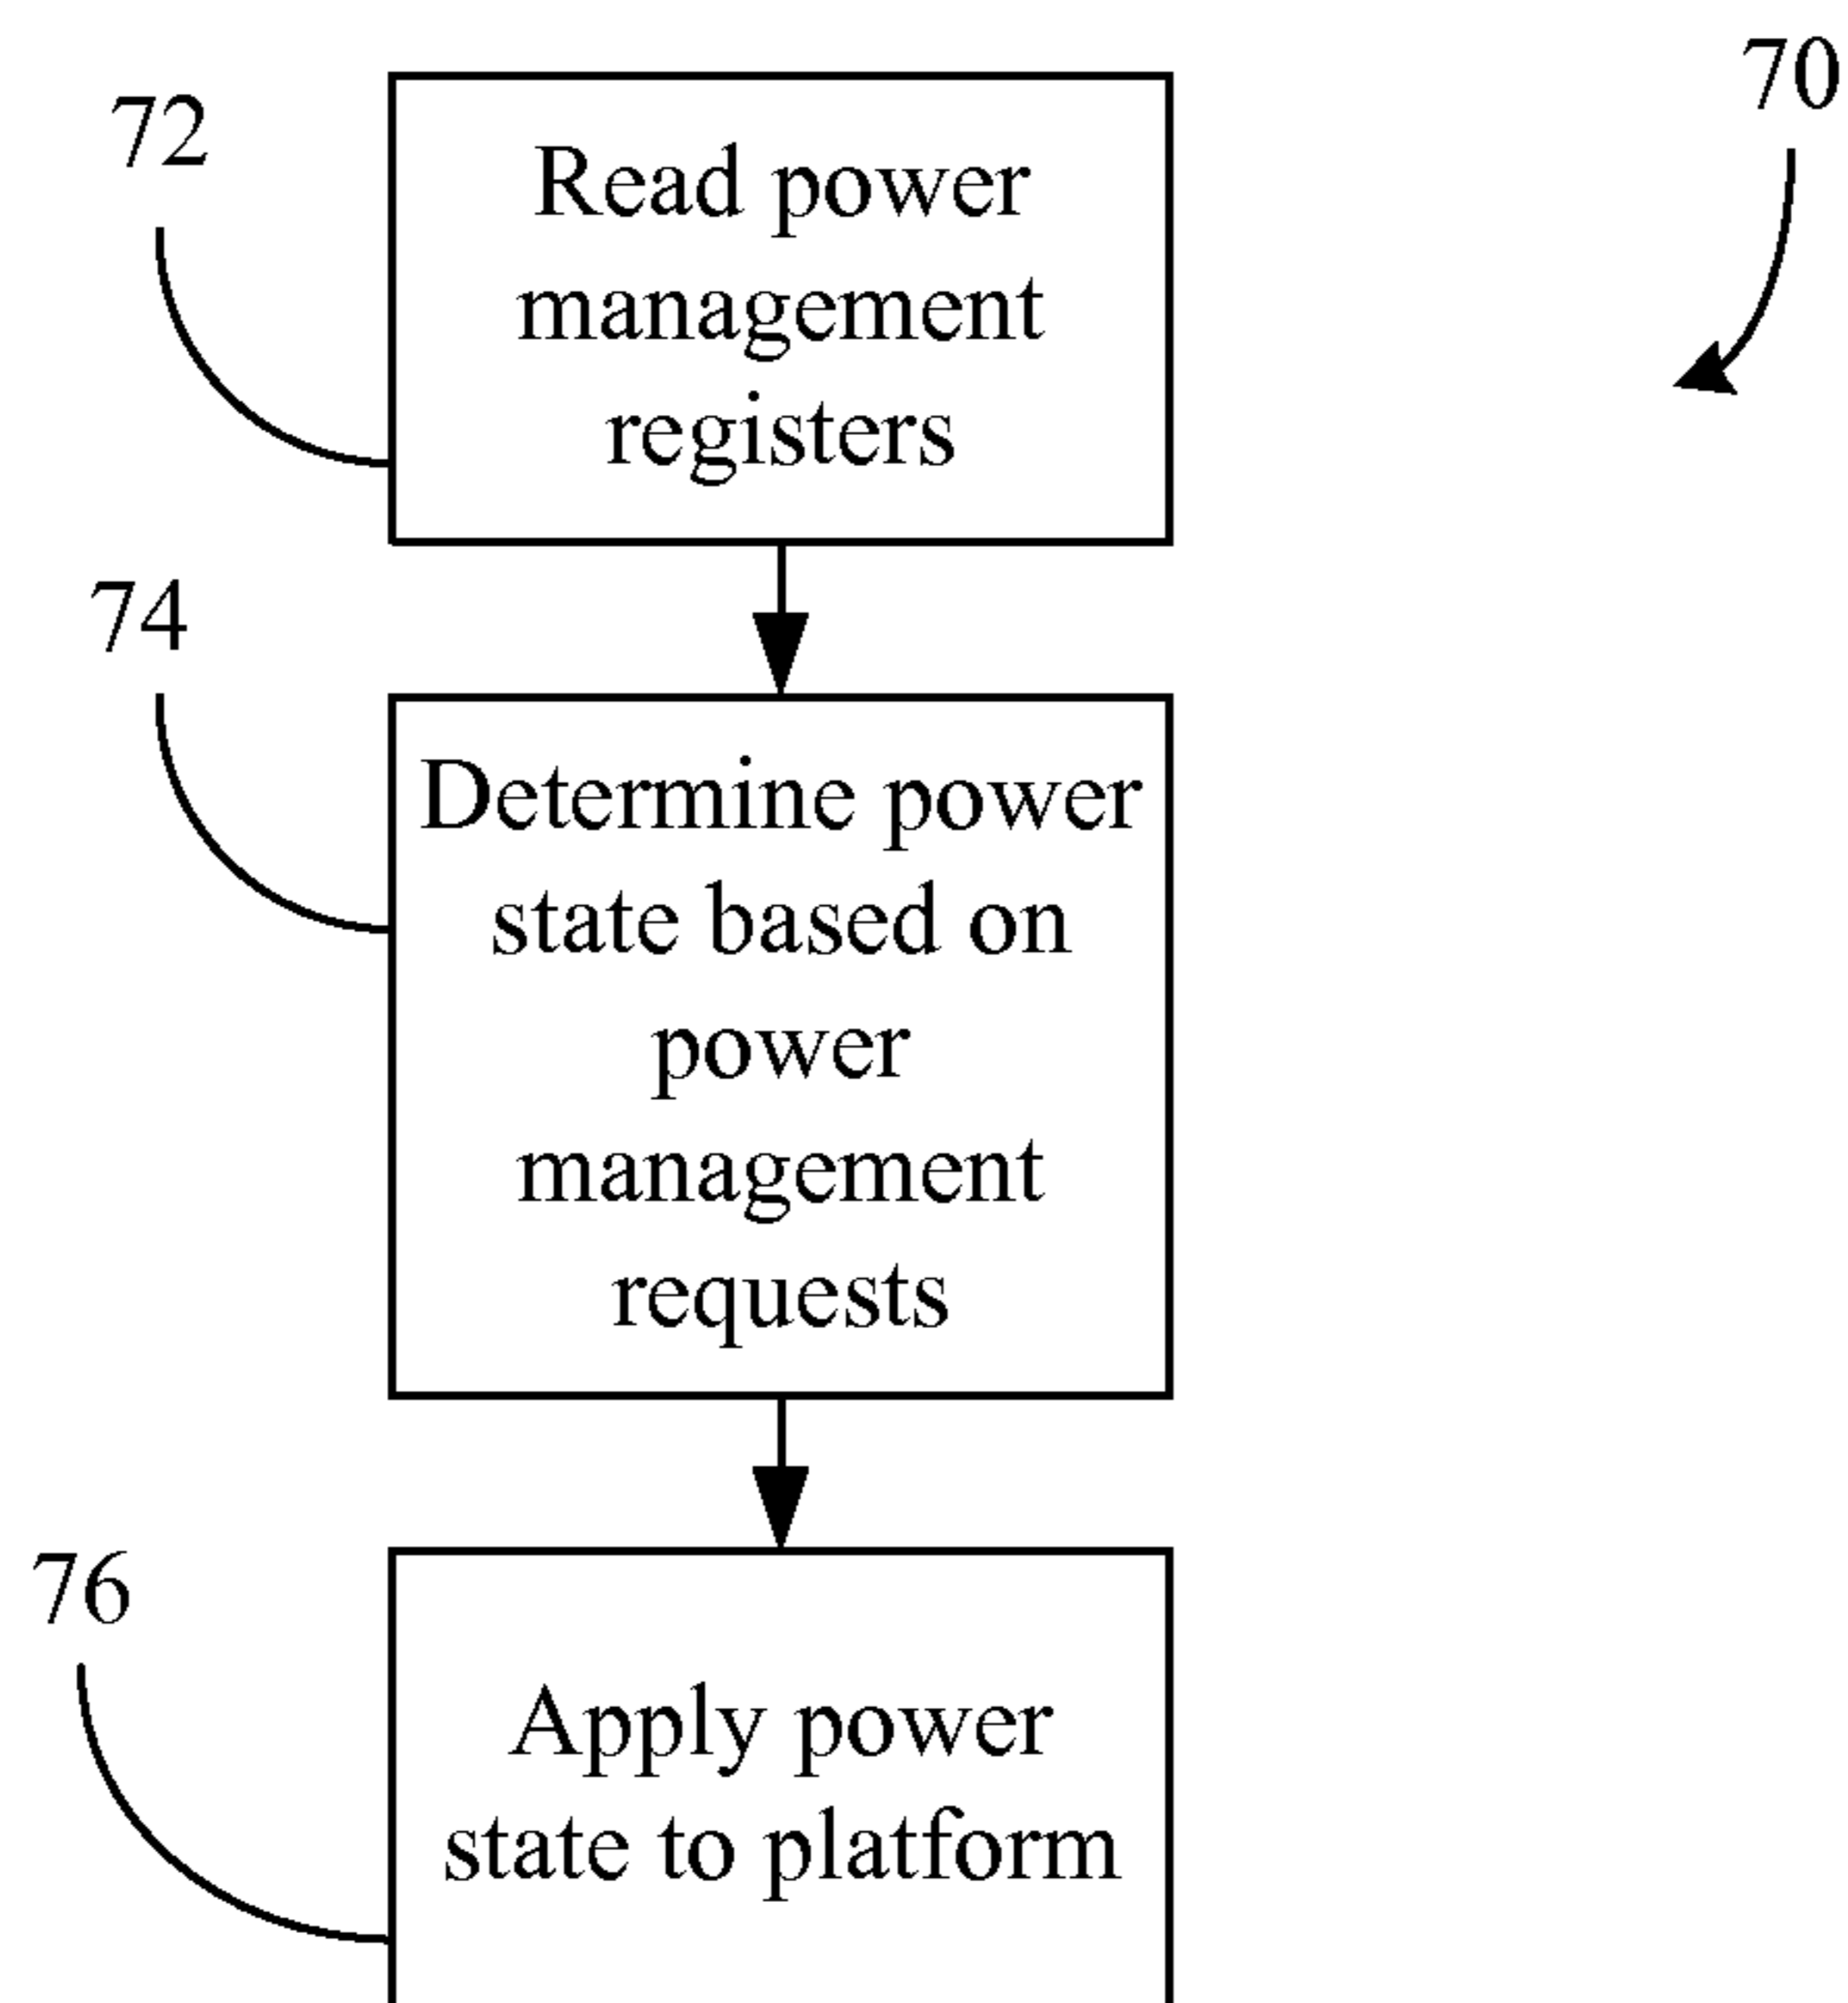 70
72
Read power
management
registers
74
Determine power
state based on
power
management
requests
76
Apply power
state to platform